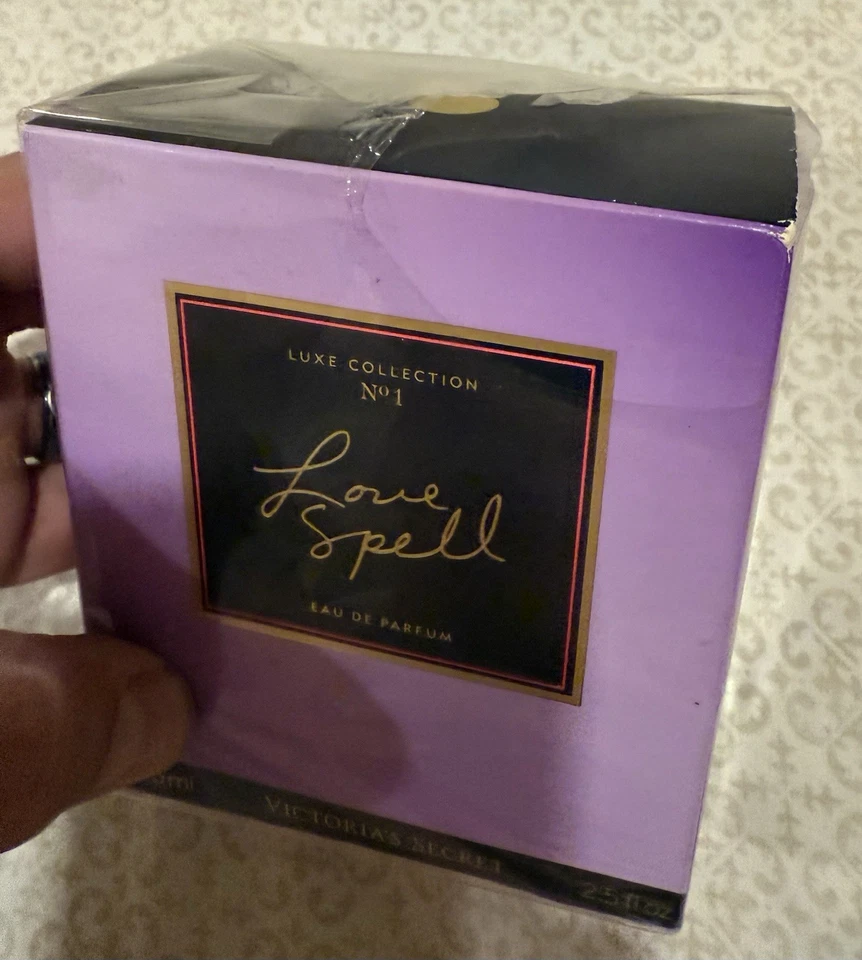 LUXE COLLECTION
Nº1
Love
Spell
EAU DE PARFUM
VICTORIA'S SECRET
2.5 fl oz